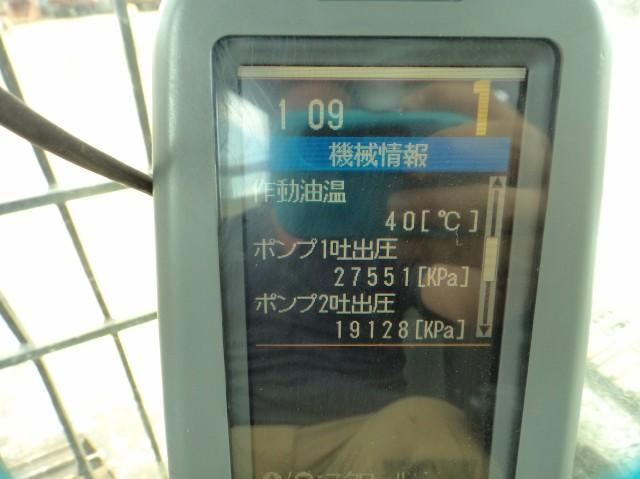 1 09
1
機械情報
作動油温
40[℃]
ポンプ1吐出圧
27551[KPa]
ポンプ2吐出圧
19128[KPa]